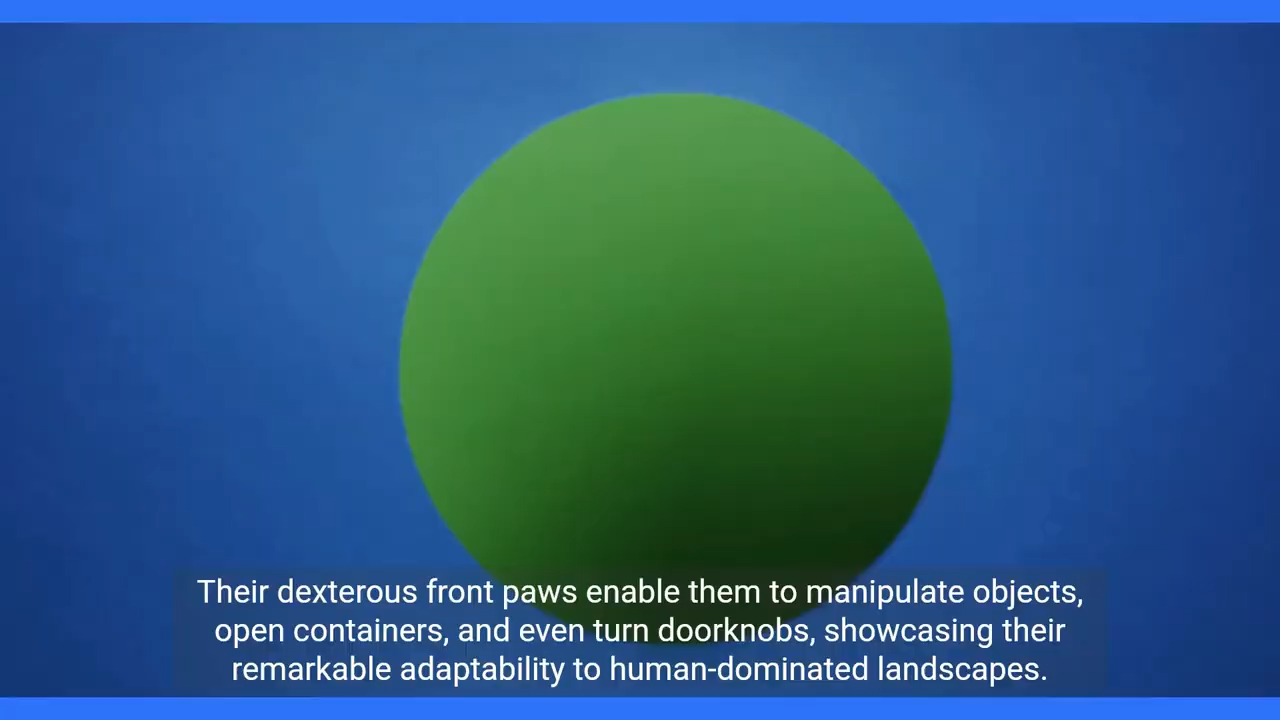 Their dexterous front paws enable them to manipulate objects,
open containers, and even turn doorknobs, showcasing their
remarkable adaptability to human-dominated landscapes.